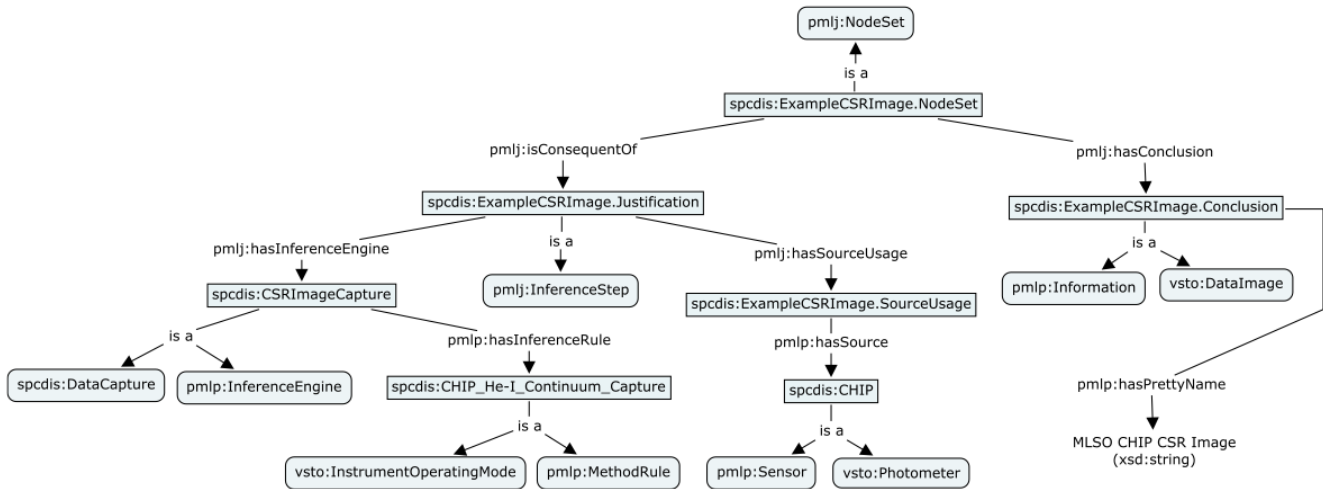 pmlj:NodeSet
is a
spcdis:ExampleCSRImage.NodeSet
pmlj:isConsequentOf
pmlj:hasConclusion
spcdis:ExampleCSRImage.Justification
spcdis:ExampleCSRImage.Conclusion
pmlj:hasInferenceEngine
is a
pmlj:hasSourceUsage
is a
spcdis:CSRImageCapture
pmlj:InferenceStep
spcdis:ExampleCSRImage.SourceUsage
pmlp:Information
vsto:DataImage
is a
pmlp:hasInferenceRule
pmlp:hasSource
spcdis:DataCapture
pmlp:InferenceEngine
spcdis:CHIP_He-I_Continuum_Capture
spcdis:CHIP
pmlp:hasPrettyName
is a
is a
MLSO CHIP CSR Image
(xsd:string)
vsto:InstrumentOperatingMode
pmlp:MethodRule
pmlp:Sensor
vsto:Photometer